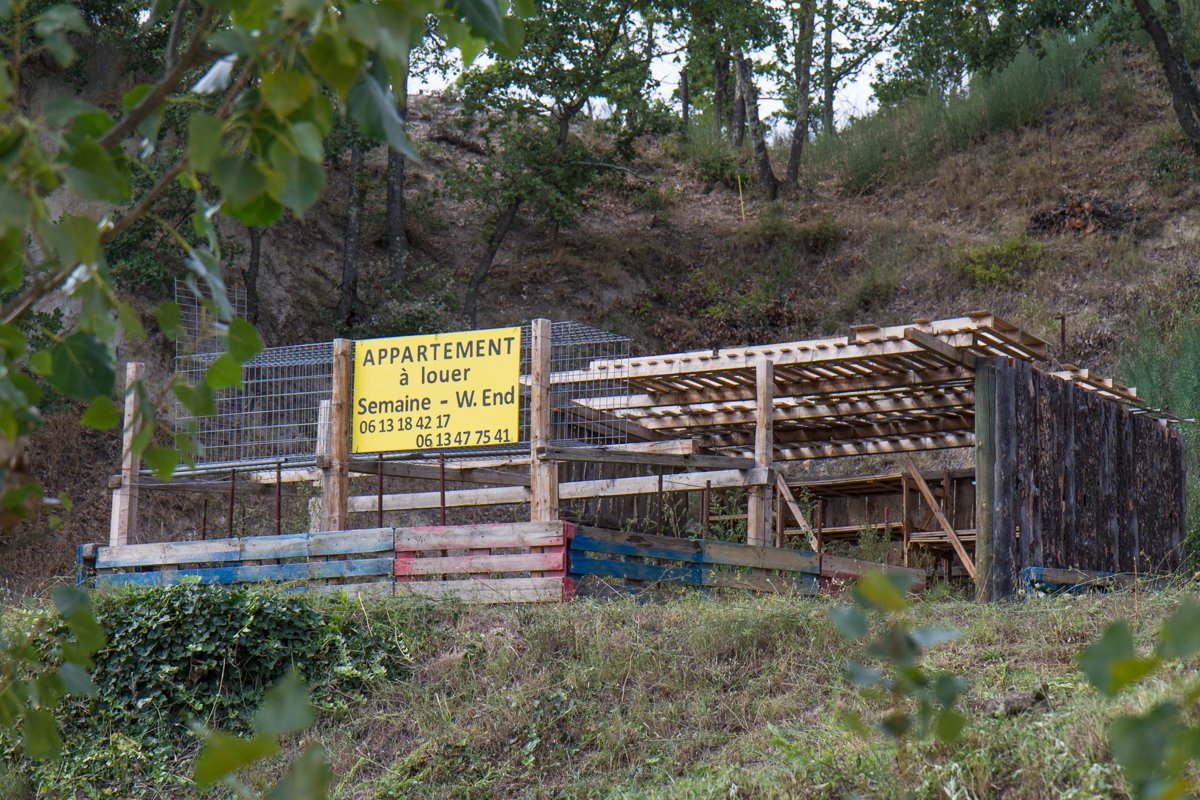 APPARTEMENT
à louer
Semaine - W. End
06 13 18 42 17
06 13 47 75 41